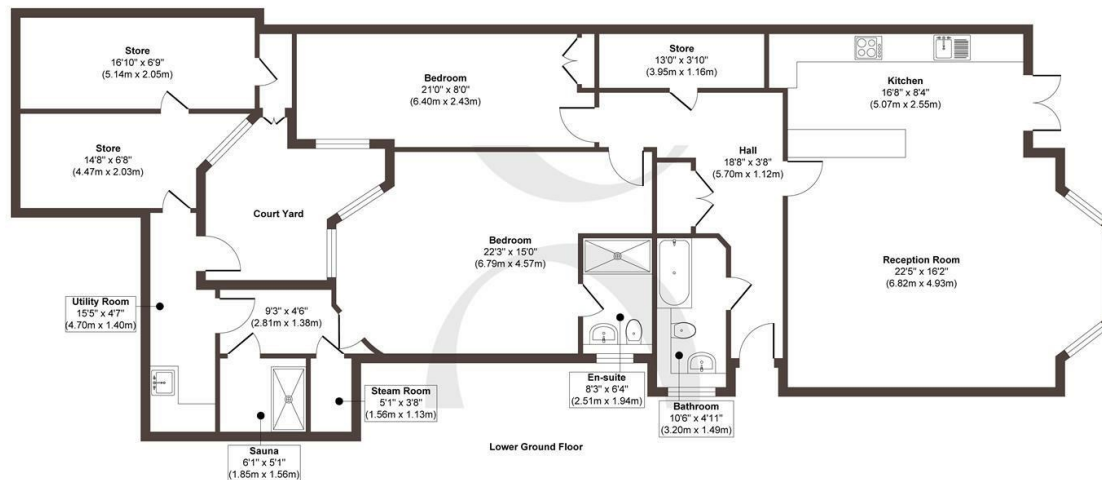 Store
16'10" x 6'9"
(5.14m x 2.05m)
Bedroom
21'0" x 8'0"
(6.40m x 2.43m)
Store
13'0" x 3'10"
(3.95m x 1.16m)
Kitchen
16'8" x 8'4"
(5.07m x 2.55m)
Store
14'8" x 6'8"
(4.47m x 2.03m)
Hall
18'8" x 3'8"
(5.70m x 1.12m)
Court Yard
Bedroom
22'3" x 15'0"
(6.79m x 4.57m)
Reception Room
22'5" x 16'2"
(6.82m x 4.93m)
Utility Room
15'5" x 4'7"
(4.70m x 1.40m)
9'3" x 4'6"
(2.81m x 1.38m)
Steam Room
5'1" x 3'8"
(1.56m x 1.13m)
En-suite
8'3" x 6'4"
(2.51m x 1.94m)
Bathroom
10'6" x 4'11"
(3.20m x 1.49m)
Sauna
6'1" x 5'1"
(1.85m x 1.56m)
Lower Ground Floor